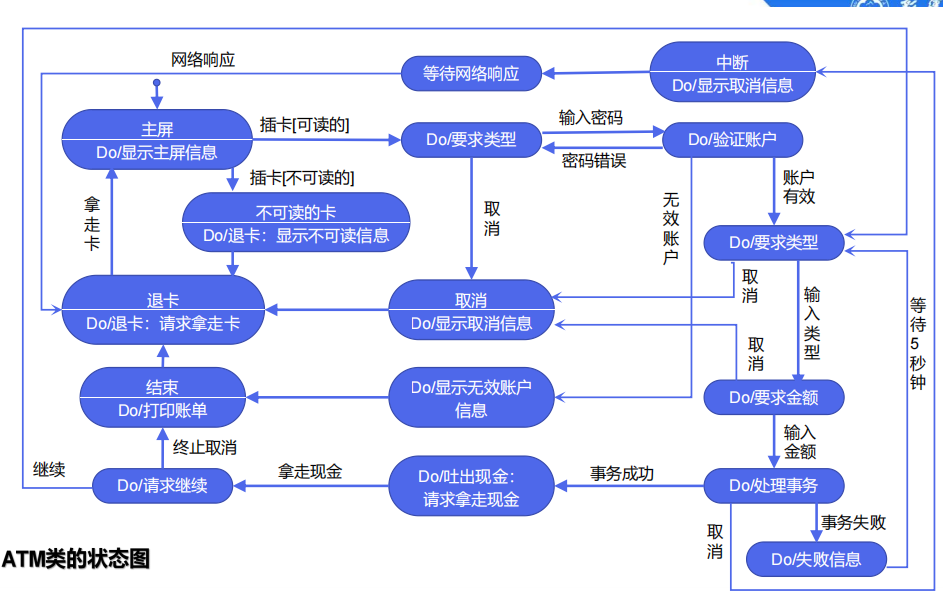 网络响应
等待网络响应
中断
Do/显示取消信息
主屏
Do/显示主屏信息
插卡[可读的]
Do/要求类型
输入密码
密码错误
Do/验证账户
插卡[不可读的]
不可读的卡
Do/退卡：显示不可读信息
拿走卡
取消
无效账户
账户
有效
Do/要求类型
退卡
Do/退卡：请求拿走卡
取消
Do/显示取消信息
取消
输入类型
等待5秒钟
取消
结束
Do/打印账单
Do/显示无效账户
信息
Do/要求金额
输入
金额
终止取消
继续
Do/请求继续
拿走现金
Do/吐出现金：
请求拿走现金
事务成功
Do/处理事务
取消
事务失败
Do/失败信息
ATM类的状态图